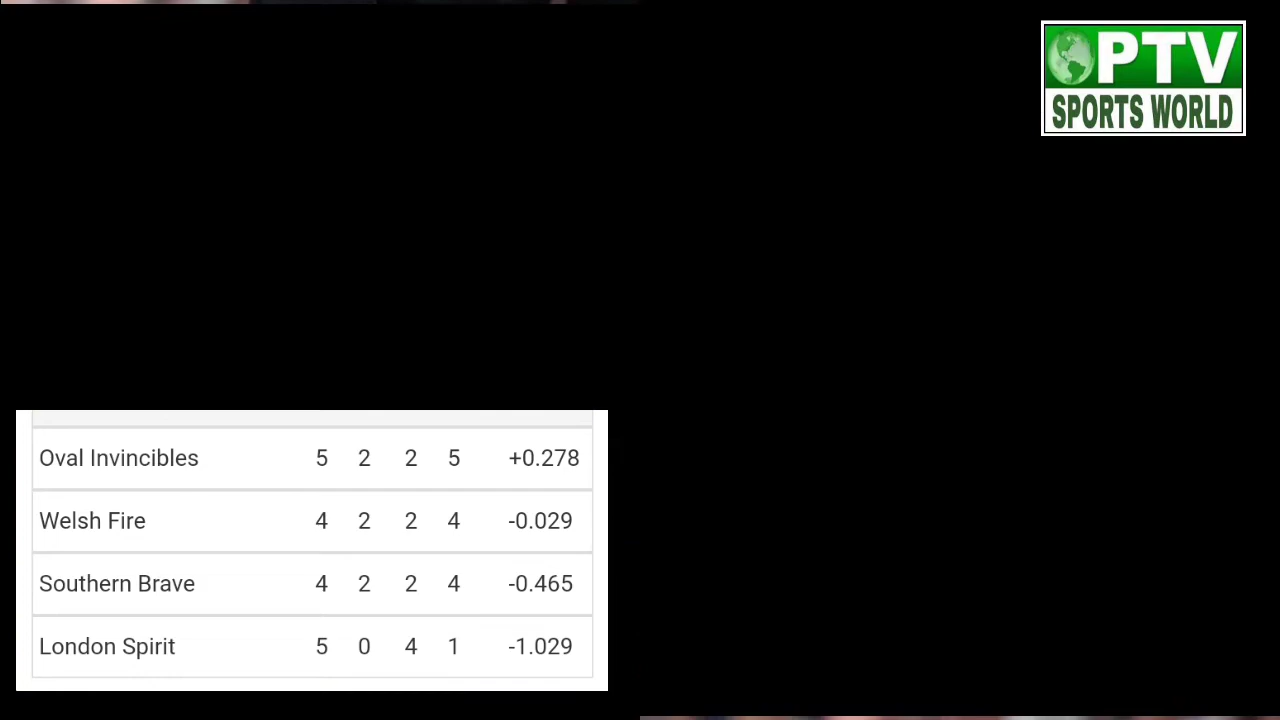 PTV
SPORTS WORLD
Oval Invincibles 5 2 2 5 +0.278
Welsh Fire 4 2 2 4 -0.029
Southern Brave 4 2 2 4 -0.465
London Spirit 5 0 4 1 -1.029